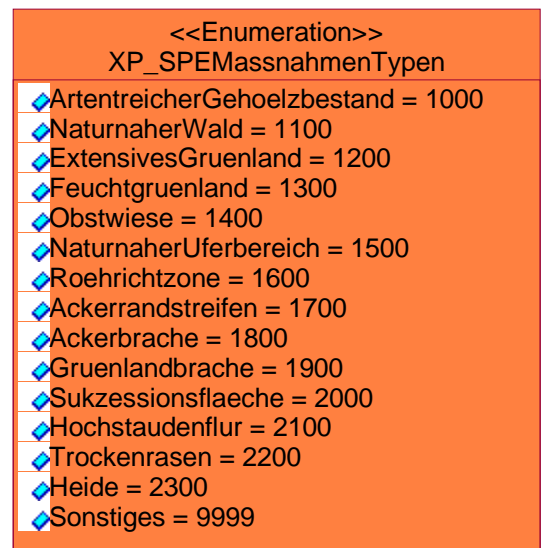 <<Enumeration>>
XP_SPEMassnahmenTypen
ArtentreicherGehoelzbestand = 1000
NaturnaherWald = 1100
ExtensivesGruenland = 1200
Feuchtgruenland = 1300
Obstwiese = 1400
NaturnaherUferbereich = 1500
Roehrichtzone = 1600
Ackerrandstreifen = 1700
Ackerbrache = 1800
Gruenlandbrache = 1900
Sukzessionsflaeche = 2000
Hochstaudenflur = 2100
Trockenrasen = 2200
Heide = 2300
Sonstiges = 9999